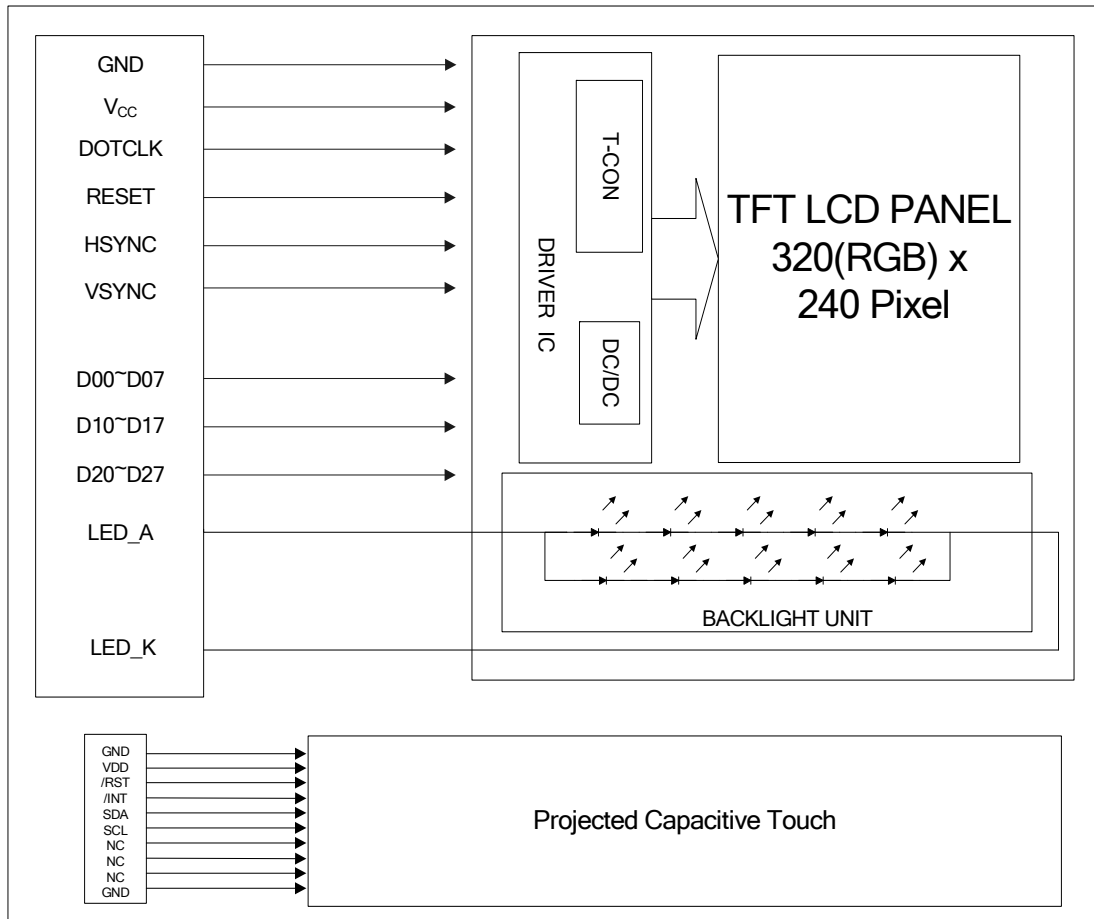 GND
VCC
DOTCLK
RESET
HSYNC
VSYNC
D00~D07
D10~D17
D20~D27
LED_A
LED_K
DRIVER IC
T-CON
DC/DC
TFT LCD PANEL
320(RGB) x
240 Pixel
BACKLIGHT UNIT
GND
VDD
/RST
/INT
SDA
SCL
NC
NC
NC
GND
Projected Capacitive Touch